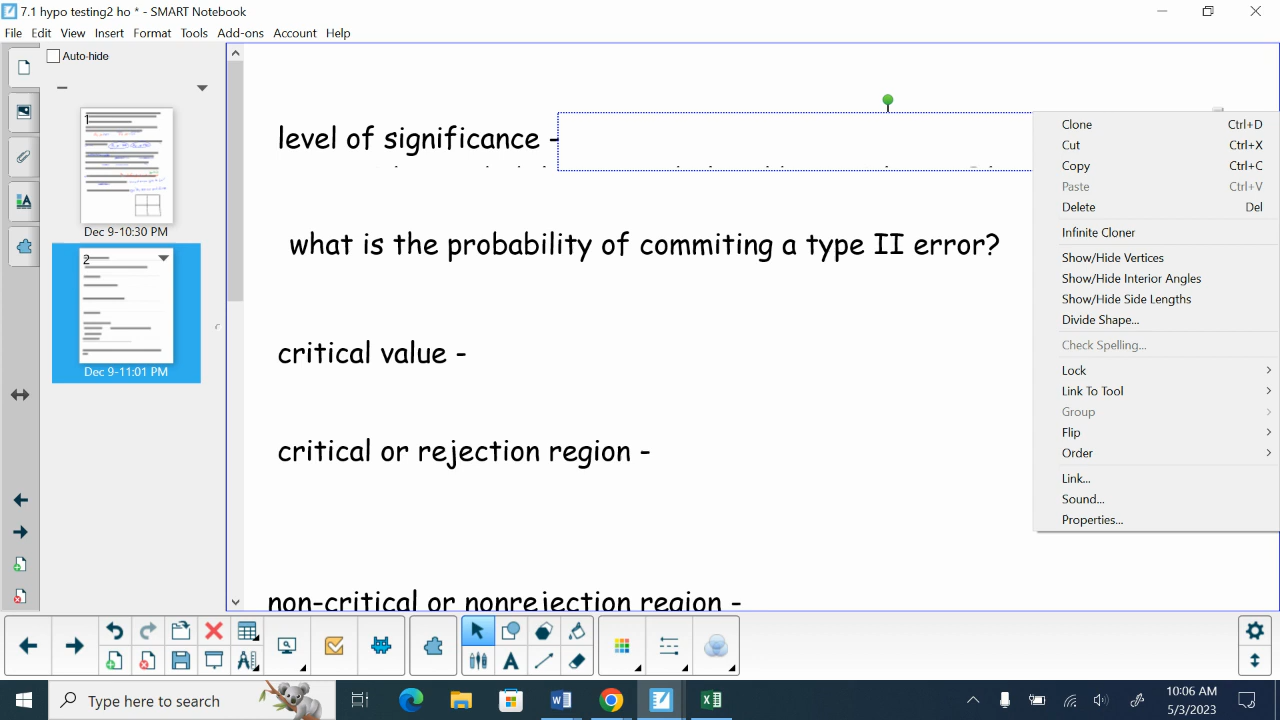 7.1 hypo testing2 ho * - SMART Notebook
File Edit View Insert Format Tools Add-ons Account Help
Auto-hide
1
Dec 9-10:30 PM
2
Dec 9-11:01 PM
level of significance -
what is the probability of commiting a type II error?
critical value -
critical or rejection region -
non-critical or nonrejection region -
Clone Ctrl+D
Cut Ctrl+X
Copy Ctrl+C
Paste Ctrl+V
Delete Del
Infinite Cloner
Show/Hide Vertices
Show/Hide Interior Angles
Show/Hide Side Lengths
Divide Shape...
Check Spelling...
Lock
Link To Tool
Group
Flip
Order
Link...
Sound...
Properties...
Type here to search
10:06 AM
5/3/2023